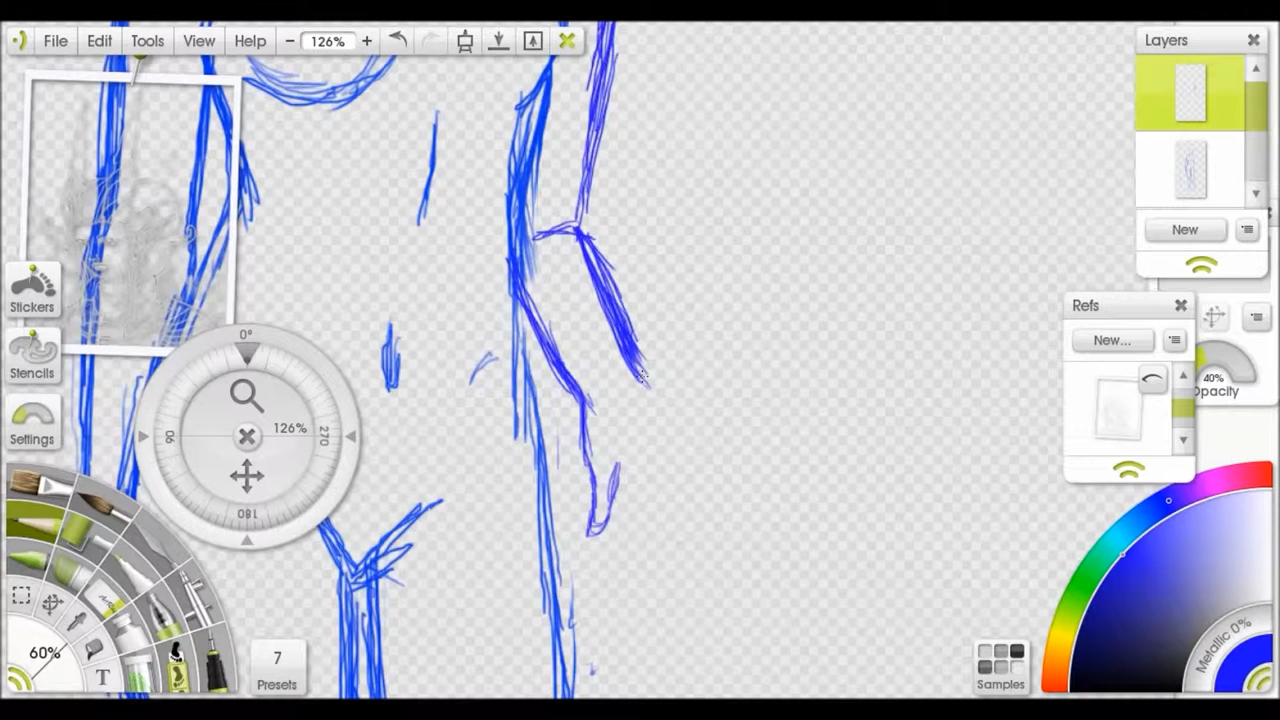 File Edit Tools View Help − 126% +
Layers
New
Refs
New...
40%
Opacity
Stickers
Stencils
Settings
0°
90
126%
270
180
60%
T
7
Presets
Samples
Metallic 0%